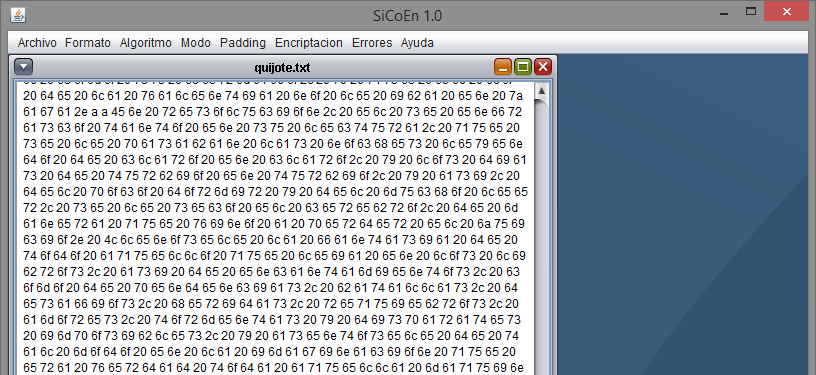 SiCoEn 1.0
Archivo Formato Algoritmo Modo Padding Encriptacion Errores Ayuda
quijote.txt
20 64 65 20 6c 61 20 76 61 6c 65 6e 74 69 61 20 6e 6f 20 6c 65 20 69 62 61 20 65 6e 20 7a
61 67 61 2e a a 45 6e 20 72 65 73 6f 6c 75 63 69 6f 6e 2c 20 65 6c 20 73 65 20 65 6e 66 72
61 73 63 6f 20 74 61 6e 74 6f 20 65 6e 20 73 75 20 6c 65 63 74 75 72 61 2c 20 71 75 65 20
73 65 20 6c 65 20 70 61 73 61 62 61 6e 20 6c 61 73 20 6e 6f 63 68 65 73 20 6c 65 79 65 6e
64 6f 20 64 65 20 63 6c 61 72 6f 20 65 6e 20 63 6c 61 72 6f 2c 20 79 20 6c 6f 73 20 64 69 61
73 20 64 65 20 74 75 72 62 69 6f 20 65 6e 20 74 75 72 62 69 6f 2c 20 79 20 61 73 69 2c 20
64 65 6c 20 70 6f 63 6f 20 64 6f 72 6d 69 72 20 79 20 64 65 6c 20 6d 75 63 68 6f 20 6c 65 65
72 2c 20 73 65 20 6c 65 20 73 65 63 6f 20 65 6c 20 63 65 72 65 62 72 6f 2c 20 64 65 20 6d
61 6e 65 72 61 20 71 75 65 20 76 69 6e 6f 20 61 20 70 65 72 64 65 72 20 65 6c 20 6a 75 69
63 69 6f 2e 20 4c 6c 65 6e 6f 73 65 6c 65 20 6c 61 20 66 61 6e 74 61 73 69 61 20 64 65 20
74 6f 64 6f 20 61 71 75 65 6c 6c 6f 20 71 75 65 20 6c 65 69 61 20 65 6e 20 6c 6f 73 20 6c 69
62 72 6f 73 2c 20 61 73 69 20 64 65 20 65 6e 63 61 6e 74 61 6d 69 65 6e 74 6f 73 2c 20 63
6f 6d 6f 20 64 65 20 70 65 6e 64 65 6e 63 69 61 73 2c 20 62 61 74 61 6c 6c 61 73 2c 20 64
65 73 61 66 69 6f 73 2c 20 68 65 72 69 64 61 73 2c 20 72 65 71 75 69 65 62 72 6f 73 2c 20
61 6d 6f 72 65 73 2c 20 74 6f 72 6d 65 6e 74 61 73 20 79 20 64 69 73 70 61 72 61 74 65 73
20 69 6d 70 6f 73 69 62 6c 65 73 2c 20 79 20 61 73 65 6e 74 6f 73 65 6c 65 20 64 65 20 74
61 6c 20 6d 6f 64 6f 20 65 6e 20 6c 61 20 69 6d 61 67 69 6e 61 63 69 6f 6e 20 71 75 65 20
65 72 61 20 76 65 72 64 61 64 20 74 6f 64 61 20 61 71 75 65 6c 6c 61 20 6d 61 71 75 69 6e